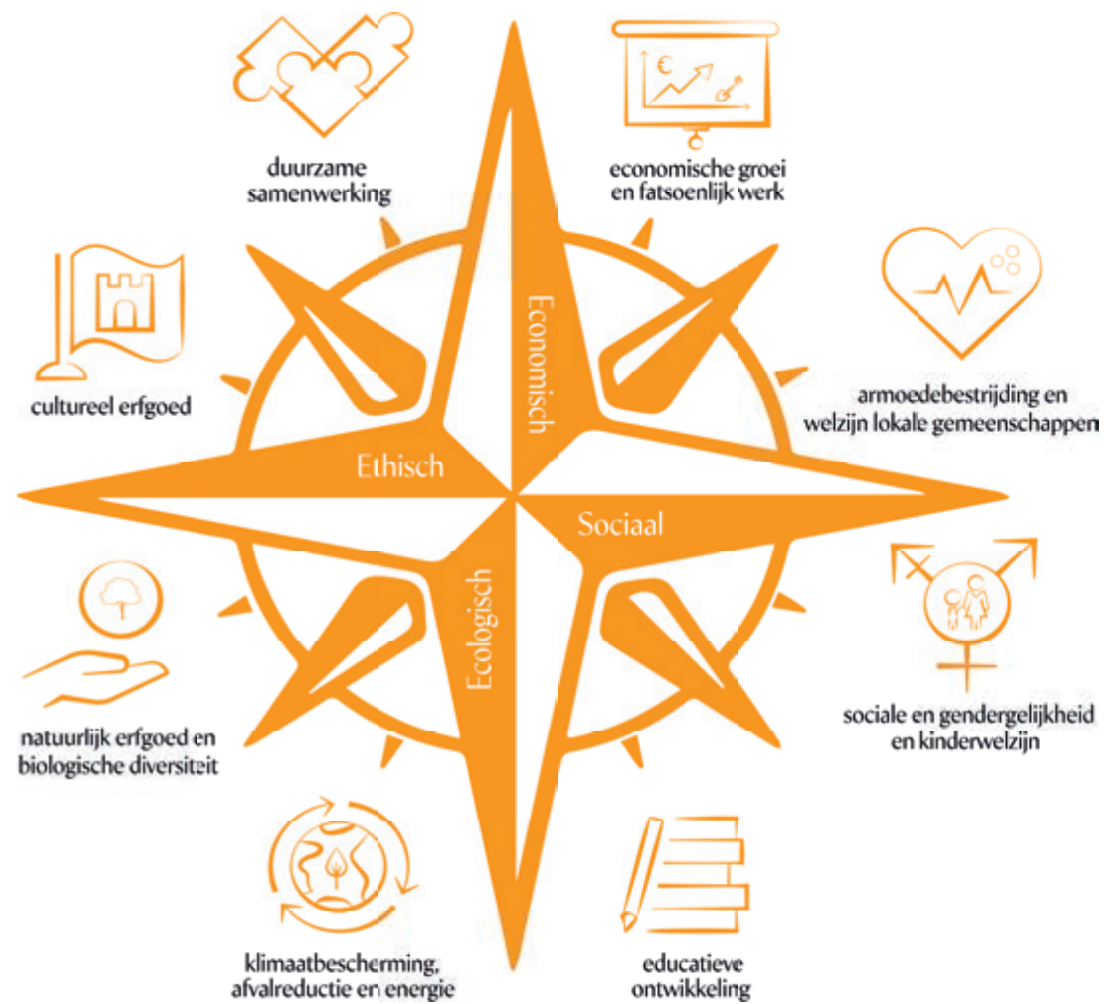 duurzame
samenwerking
economische groei
en fatsoenlijk werk
€
cultureel erfgoed
armoedebestrijding en
welzijn lokale gemeenschappen
Economisch
Ethisch
Sociaal
Ecologisch
natuurlijk erfgoed en
biologische diversiteit
sociale en gendergelijkheid
en kinderwelzijn
klimaatbescherming,
afvalreductie en energie
educatieve
ontwikkeling